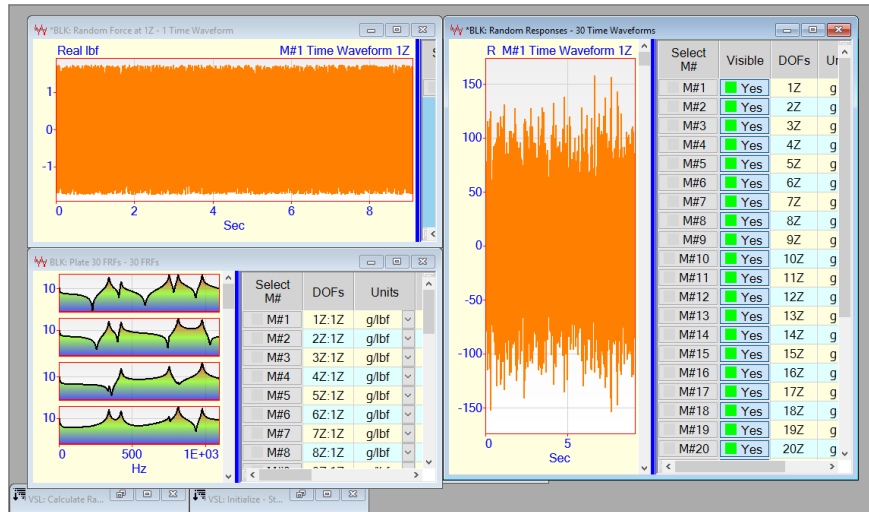 *BLK: Random Force at 1Z - 1 Time Waveform
Real lbf M#1 Time Waveform 1Z
1
0
-1
0 2 4 6 8
Sec
BLK: Plate 30 FRFs - 30 FRFs
10
10
10
10
0 500 1E+03
Hz
Select M# DOFs Units
M#1 1Z:1Z g/lbf
M#2 2Z:1Z g/lbf
M#3 3Z:1Z g/lbf
M#4 4Z:1Z g/lbf
M#5 5Z:1Z g/lbf
M#6 6Z:1Z g/lbf
M#7 7Z:1Z g/lbf
M#8 8Z:1Z g/lbf
*BLK: Random Responses - 30 Time Waveforms
R M#1 Time Waveform 1Z
150
100
50
0
-50
-100
-150
0 5
Sec
Select M# Visible DOFs
M#1 Yes 1Z g
M#2 Yes 2Z g
M#3 Yes 3Z g
M#4 Yes 4Z g
M#5 Yes 5Z g
M#6 Yes 6Z g
M#7 Yes 7Z g
M#8 Yes 8Z g
M#9 Yes 9Z g
M#10 Yes 10Z g
M#11 Yes 11Z g
M#12 Yes 12Z g
M#13 Yes 13Z g
M#14 Yes 14Z g
M#15 Yes 15Z g
M#16 Yes 16Z g
M#17 Yes 17Z g
M#18 Yes 18Z g
M#19 Yes 19Z g
M#20 Yes 20Z g
VSL: Calculate Ra...
VSL: Initialize - St...